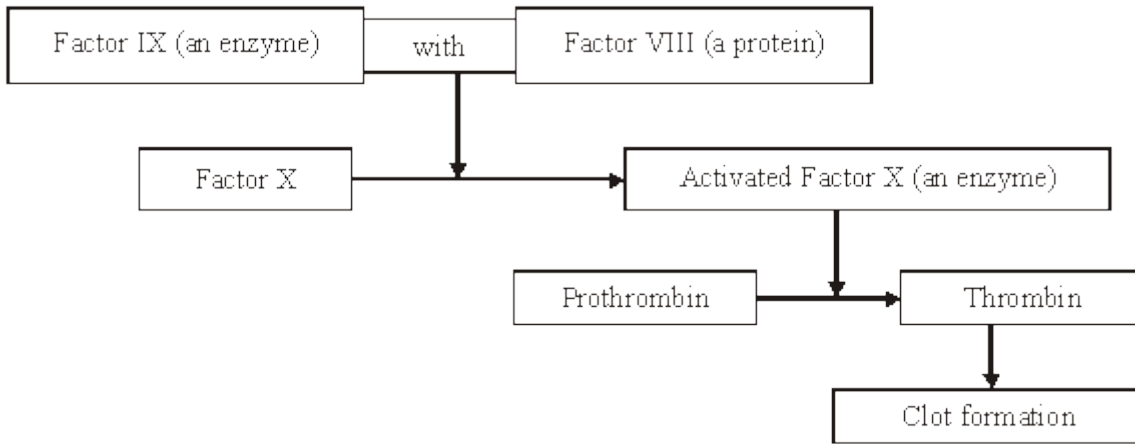 Factor IX (an enzyme)
with
Factor VIII (a protein)
Factor X
Activated Factor X (an enzyme)
Prothrombin
Thrombin
Clot formation